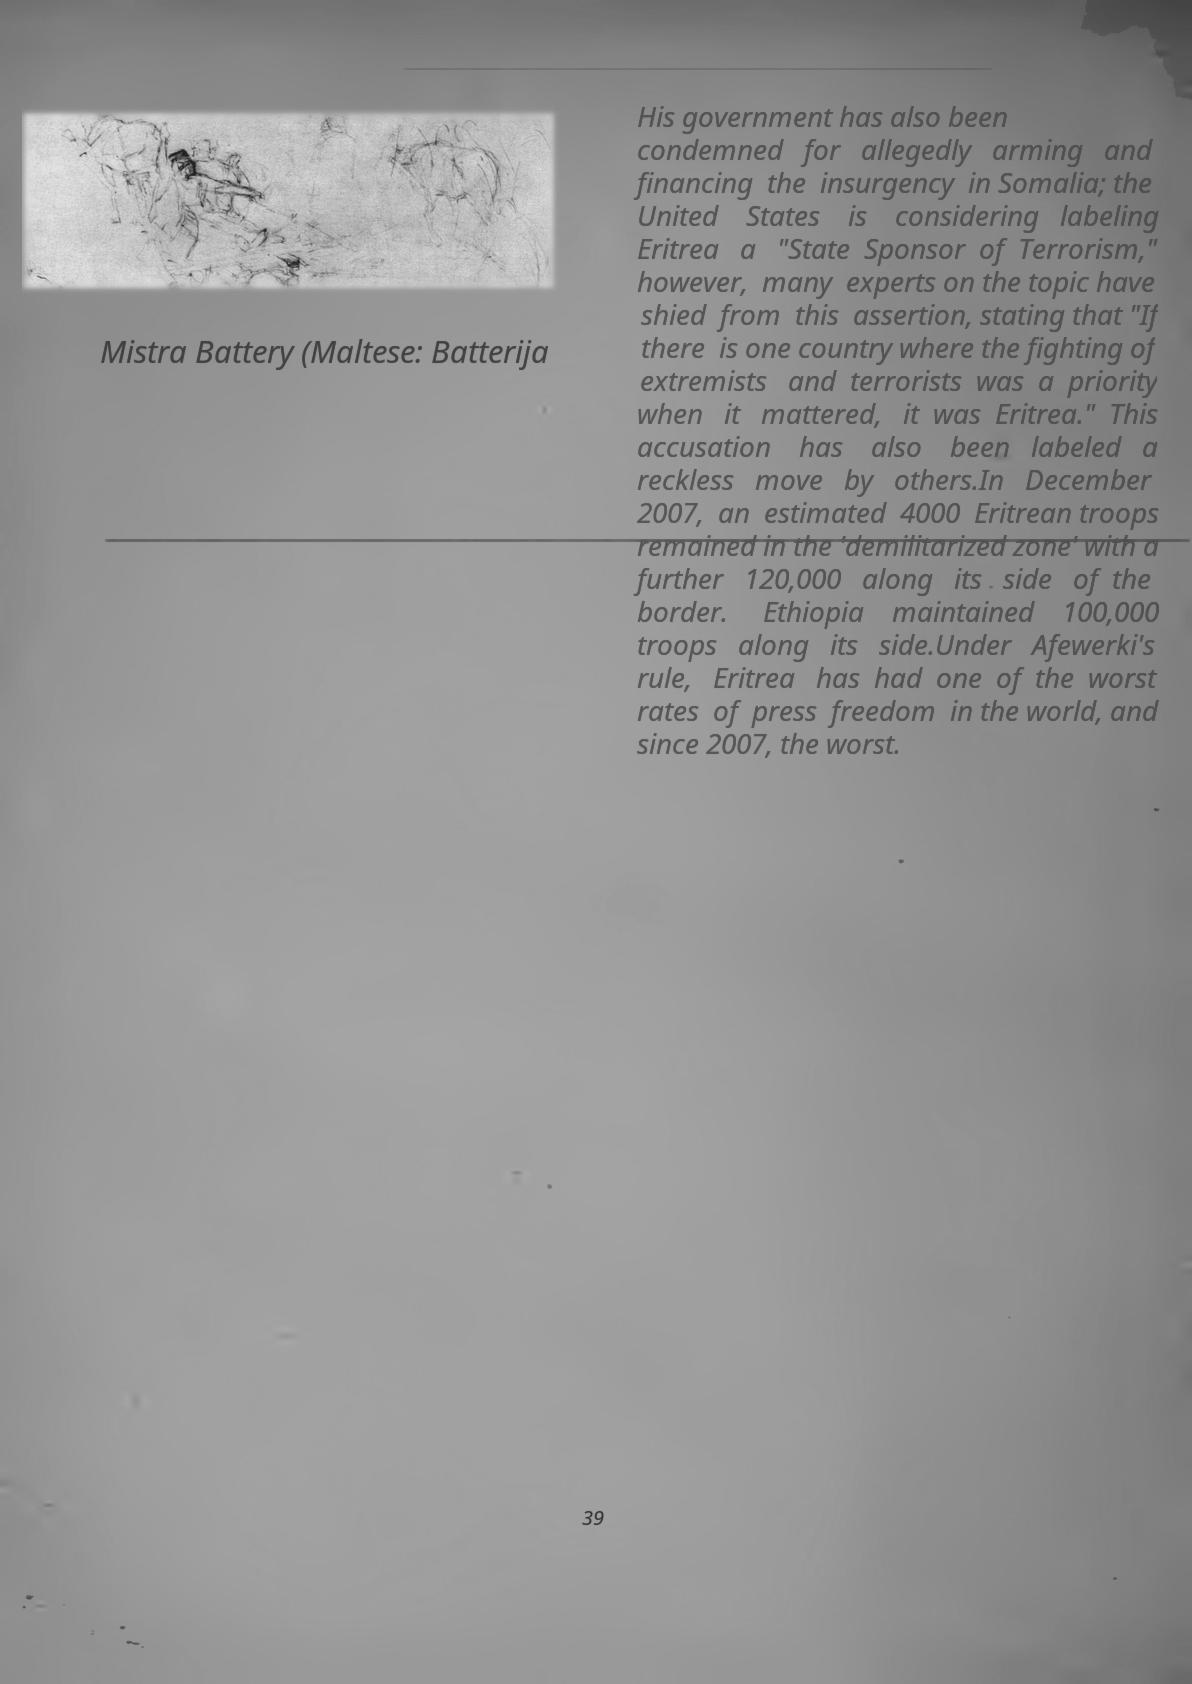 Mistra Battery (Maltese: Batterija
His government has also been
condemned for allegedly arming and
financing the insurgency in Somalia; the
United States is considering labeling
Eritrea a "State Sponsor of Terrorism,"
however, many experts on the topic have
shied from this assertion, stating that "If
there is one country where the fighting of
extremists and terrorists was a priority
when it mattered, it was Eritrea." This
accusation has also been labeled a
reckless move by others.In December
2007, an estimated 4000 Eritrean troops
remained in the 'demilitarized zone' with a
further 120,000 along its side of the
border. Ethiopia maintained 100,000
troops along its side.Under Afewerki's
rule, Eritrea has had one of the worst
rates of press freedom in the world, and
since 2007, the worst.
39